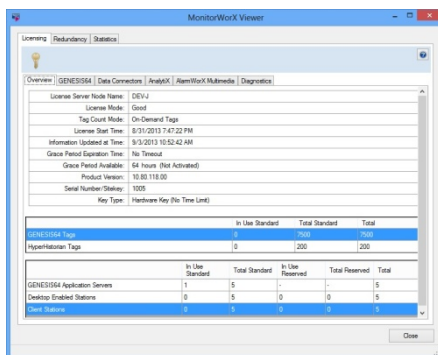 MonitorWorX Viewer
Licensing Redundancy Statistics
Overview GENESIS64 Data Connectors AnalytiX AlarmWorX Multimedia Diagnostics
License Server Node Name: DEV-J
License Mode: Good
Tag Count Mode: On-Demand Tags
License Start Time: 8/31/2013 7:47:22 PM
Information Updated at Time: 9/3/2013 10:52:42 AM
Grace Period Expiration Time: No Timeout
Grace Period Available: 64 hours (Not Activated)
Product Version: 10.80.118.00
Serial Number/Sitekey: 1005
Key Type: Hardware Key (No Time Limit)
In Use Standard Total Standard Total
GENESIS64 Tags 0 7500 7500
HyperHistorian Tags 0 200 200
In Use Standard Total Standard In Use Reserved Total Reserved Total
GENESIS64 Application Servers 1 5 - - 5
Desktop Enabled Stations 0 5 0 0 5
Client Stations 0 5 0 0 5
Close